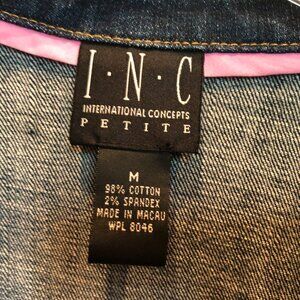 I·N·C
INTERNATIONAL CONCEPTS
PETITE
M
98% COTTON
2% SPANDEX
MADE IN MACAU
WPL 8046